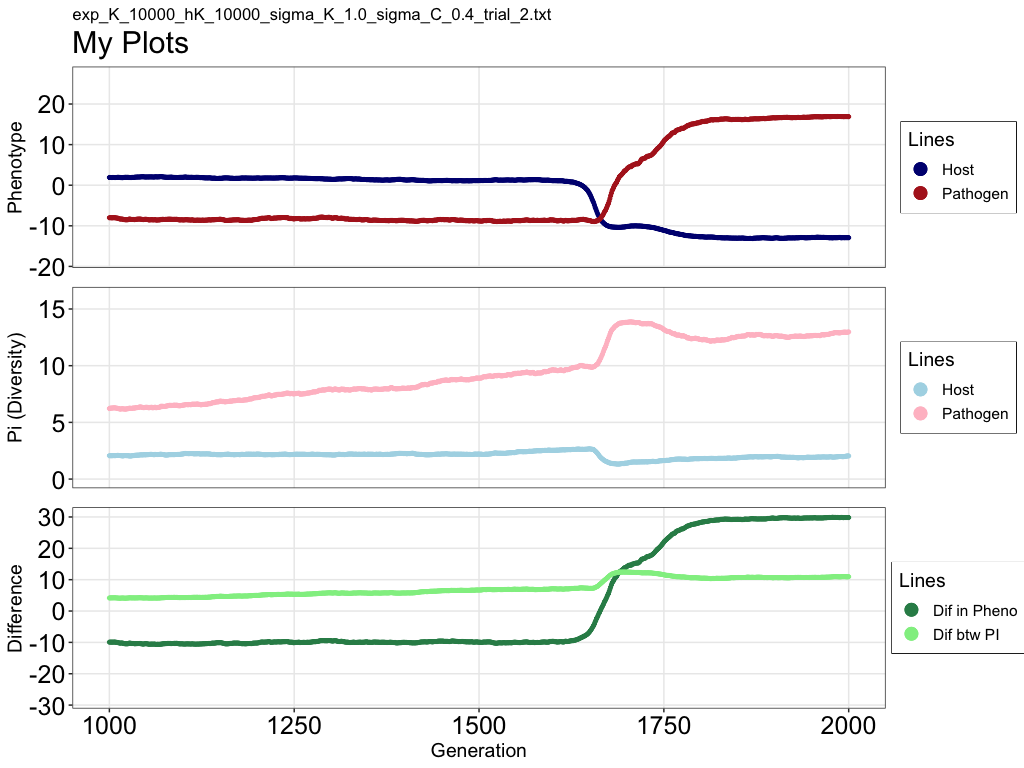 exp_K_10000_hK_10000_sigma_K_1.0_sigma_C_0.4_trial_2.txt
My Plots
Phenotype
20
10
0
-10
-20
Lines
Host
Pathogen
Pi (Diversity)
15
10
5
0
Lines
Host
Pathogen
Difference
30
20
10
0
-10
-20
-30
Lines
Dif in Pheno
Dif btw PI
1000 1250 1500 1750 2000
Generation